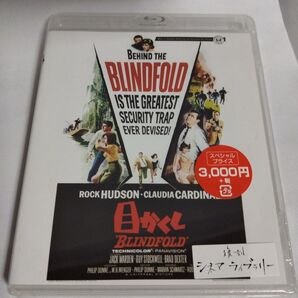 BEHIND THE
BLINDFOLD
IS THE GREATEST
SECURITY TRAP
EVER DEVISED!
スペシャル
プライス
3,000円
+税
ROCK HUDSON・CLAUDIA CARDINALE
目かくし
"BLINDFOLD"
TECHNICOLOR® PANAVISION®
JACK WARDEN・GUY STOCKWELL・BRAD DEXTER
シネマライブラリー